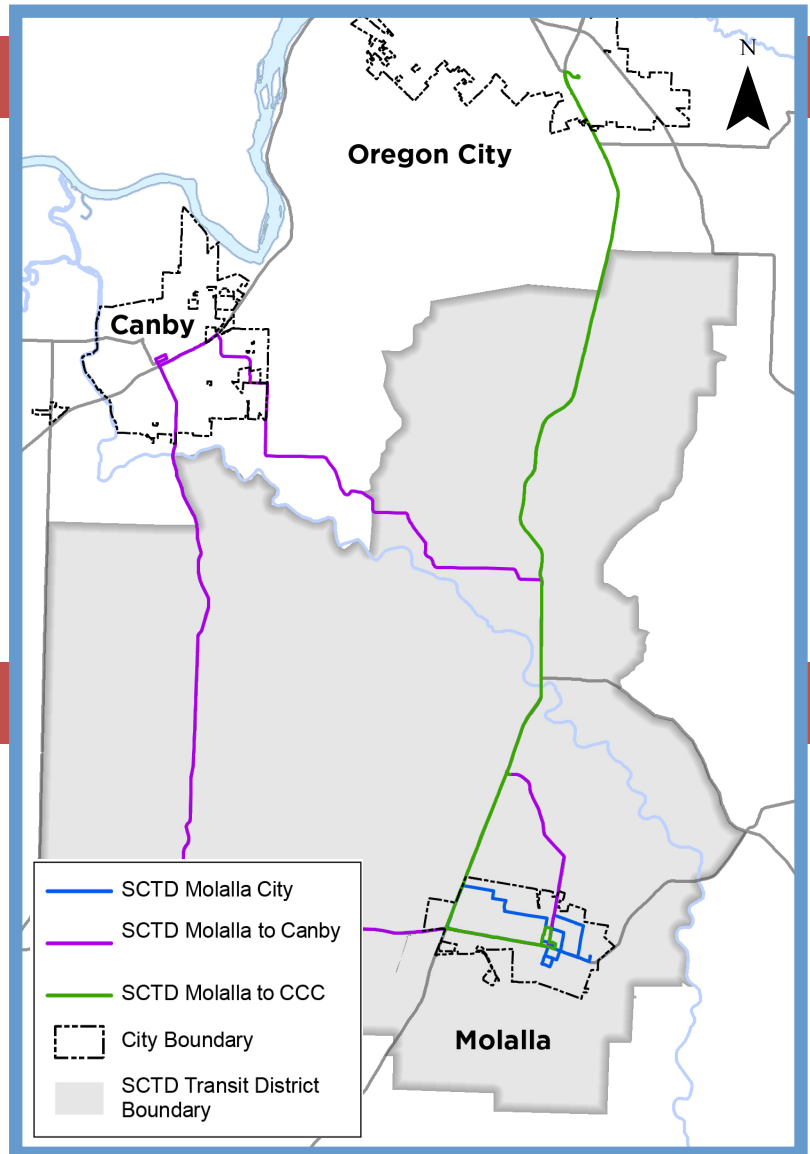 N
Oregon City
Canby
SCTD Molalla City
SCTD Molalla to Canby
SCTD Molalla to CCC
City Boundary
SCTD Transit District
Boundary
Molalla